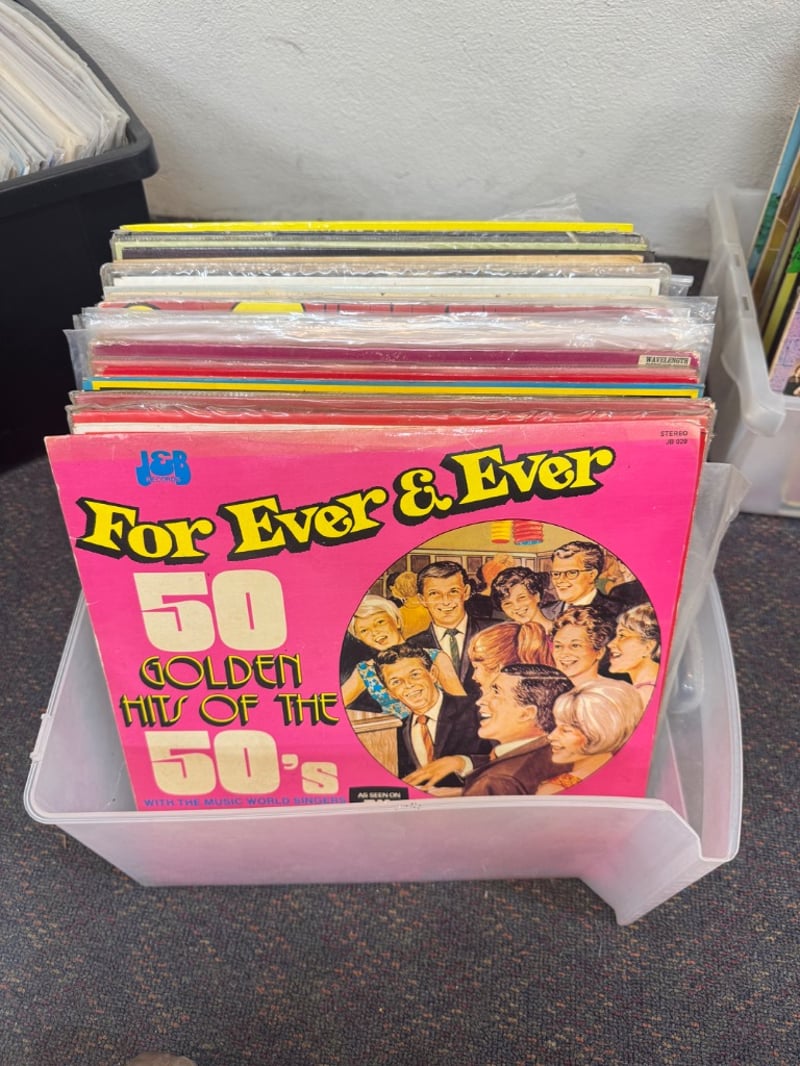 WAVELENGTH
STEREO
JB 029
J&B
RECORDS
For Ever & Ever
50
GOLDEN
HITS OF THE
50's
WITH THE MUSIC WORLD SINGERS
AS SEEN ON